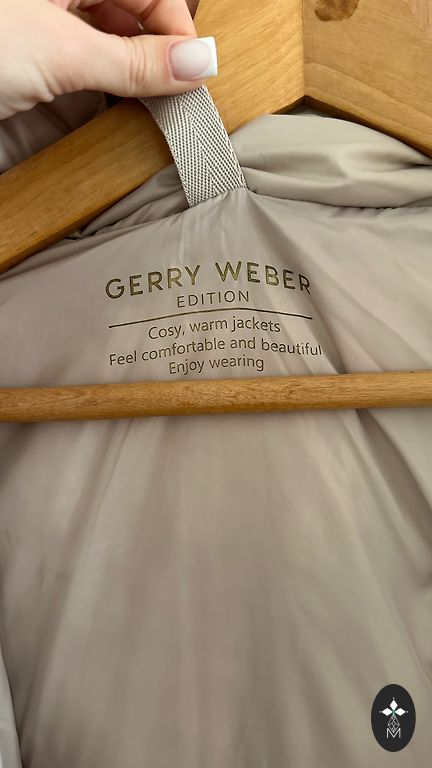 GERRY WEBER
EDITION
Cosy, warm jackets
Feel comfortable and beautiful
Enjoy wearing
M